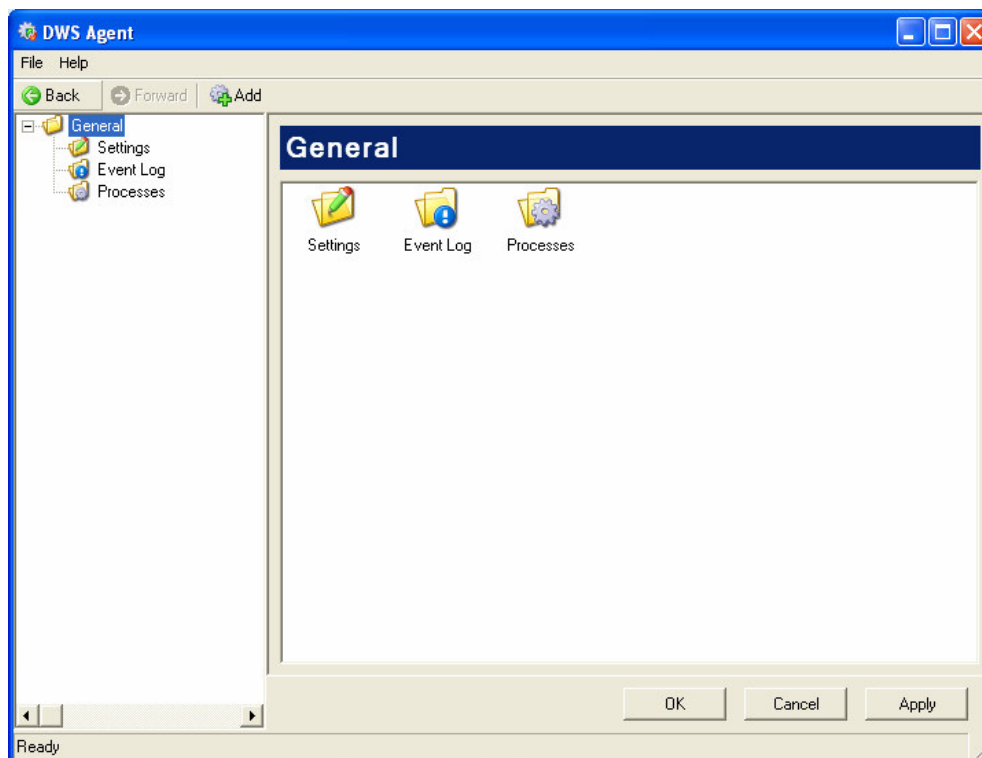 DWS Agent
File Help
Back Forward Add
General
Settings
Event Log
Processes
General
Settings Event Log Processes
OK Cancel Apply
Ready